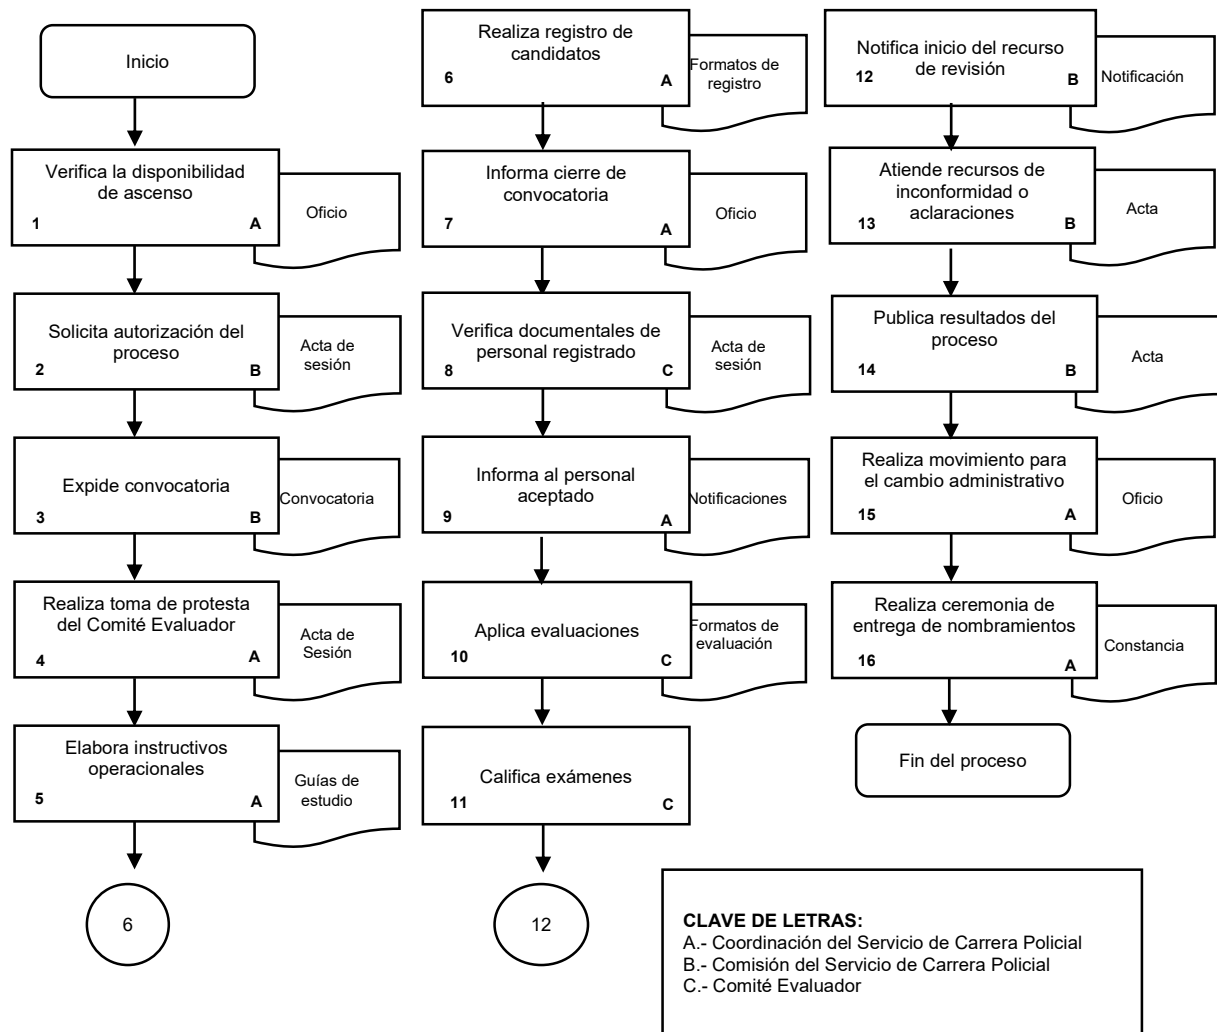 Inicio
Verifica la disponibilidad
de ascenso
1
A
Oficio
Solicita autorización del
proceso
2
B
Acta de
sesión
Expide convocatoria
3
B
Convocatoria
Realiza toma de protesta
del Comité Evaluador
4
A
Acta de
Sesión
Elabora instructivos
operacionales
5
A
Guías de
estudio
6
Realiza registro de
candidatos
6
A
Formatos de
registro
Informa cierre de
convocatoria
7
A
Oficio
Verifica documentales de
personal registrado
8
C
Acta de
sesión
Informa al personal
aceptado
9
A
Notificaciones
Aplica evaluaciones
10
C
Formatos de
evaluación
Califica exámenes
11
C
12
Notifica inicio del recurso
de revisión
12
B
Notificación
Atiende recursos de
inconformidad o
aclaraciones
13
B
Acta
Publica resultados del
proceso
14
B
Acta
Realiza movimiento para
el cambio administrativo
15
A
Oficio
Realiza ceremonia de
entrega de nombramientos
16
A
Constancia
Fin del proceso
CLAVE DE LETRAS:
A.- Coordinación del Servicio de Carrera Policial
B.- Comisión del Servicio de Carrera Policial
C.- Comité Evaluador